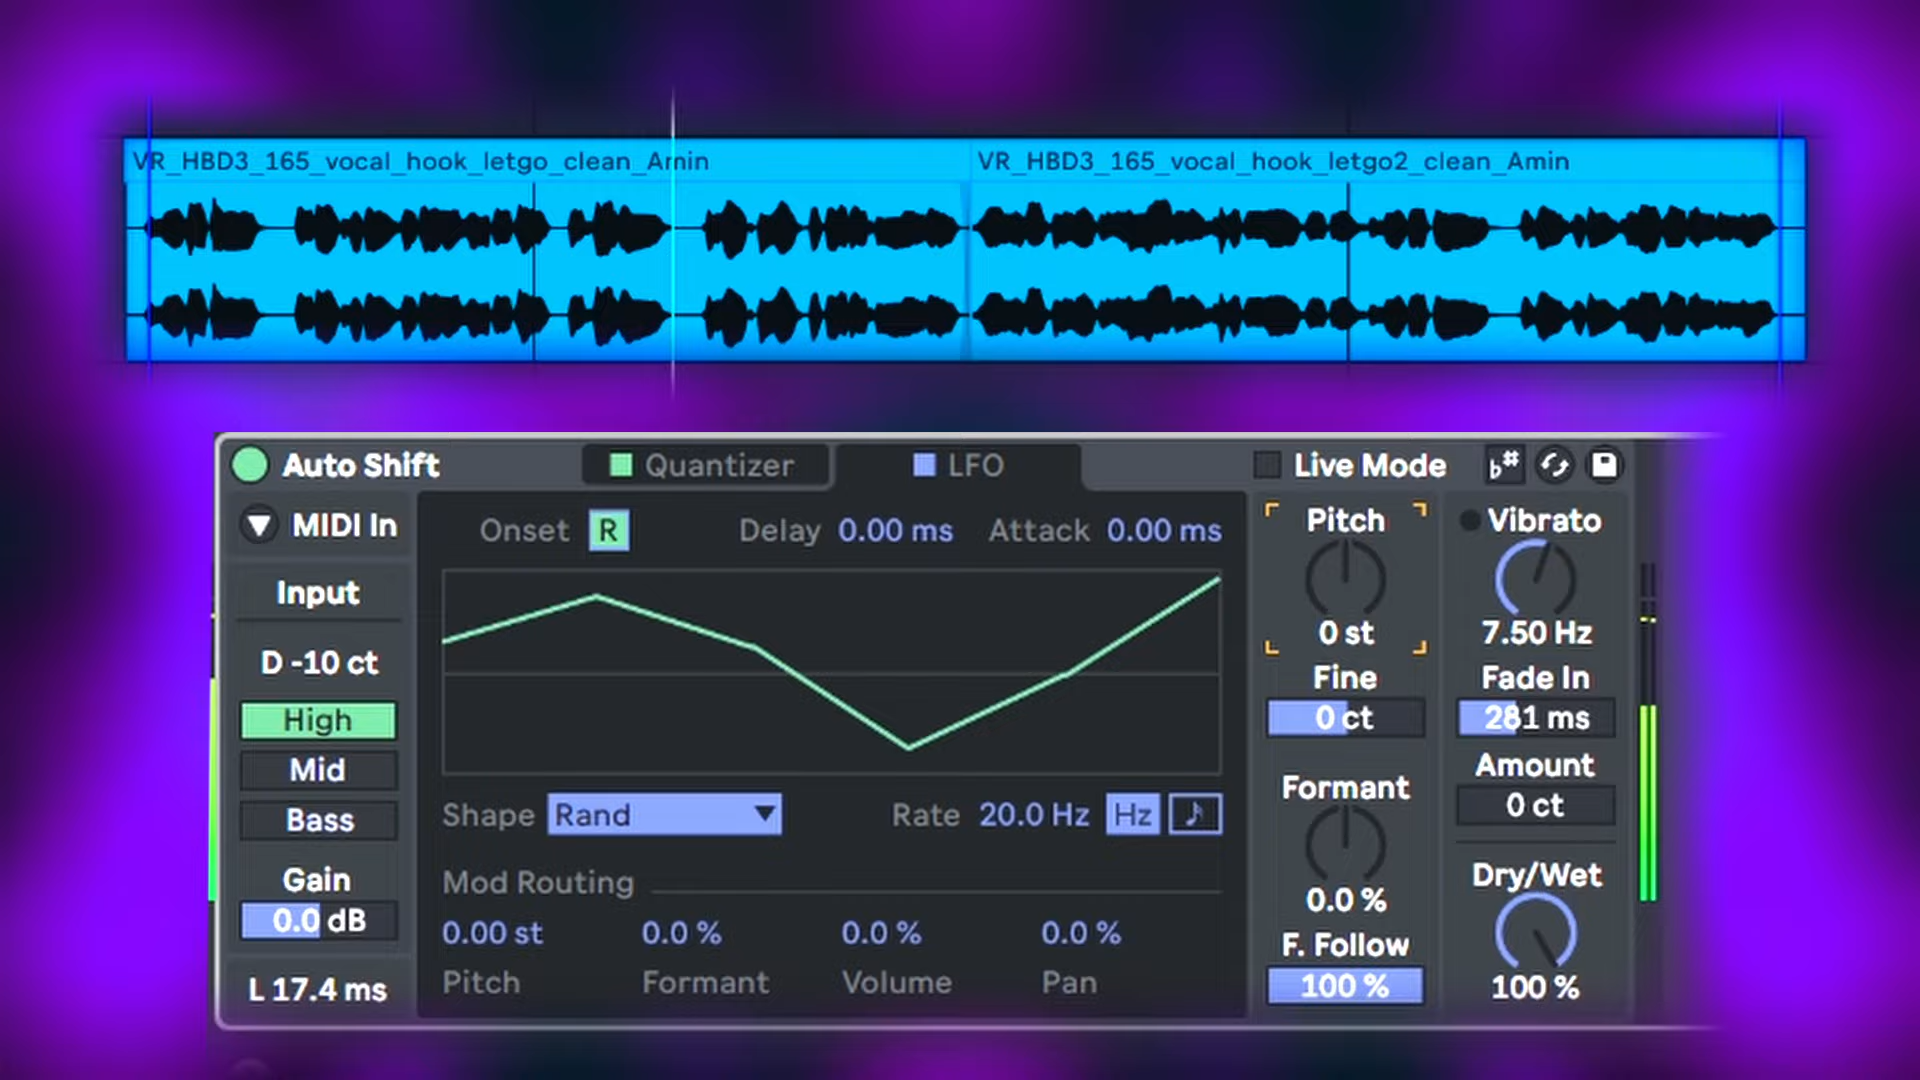 VR_HBD3_165_vocal_hook_letgo_clean_Amin
VR_HBD3_165_vocal_hook_letgo2_clean_Amin
Auto Shift
Quantizer
LFO
Live Mode
b#
MIDI In
Input
D -10 ct
High
Mid
Bass
Gain
0.0 dB
L 17.4 ms
Onset R
Delay 0.00 ms
Attack 0.00 ms
Shape Rand
Rate 20.0 Hz Hz
Mod Routing
0.00 st 0.0 % 0.0 % 0.0 %
Pitch Formant Volume Pan
Pitch
0 st
Fine
0 ct
Formant
0.0 %
F. Follow
100 %
Vibrato
7.50 Hz
Fade In
281 ms
Amount
0 ct
Dry/Wet
100 %